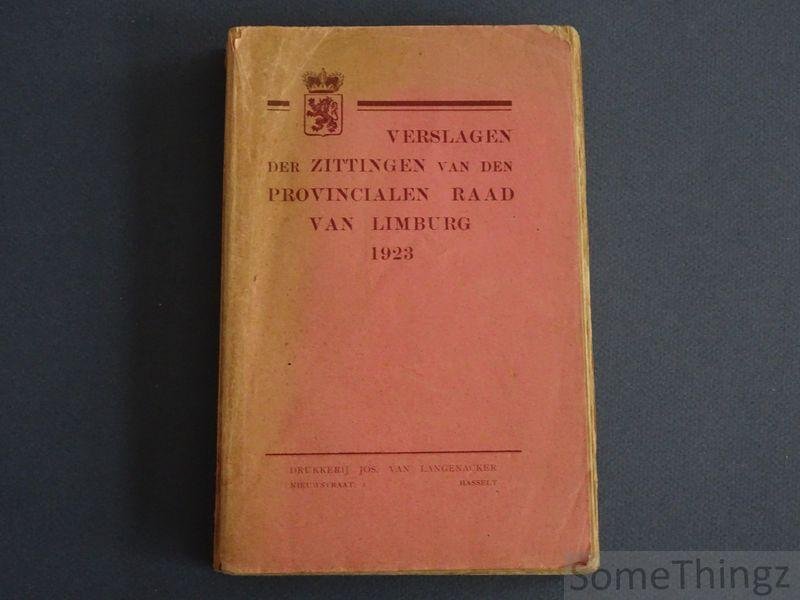 VERSLAGEN
DER ZITTINGEN VAN DEN
PROVINCIALEN RAAD
VAN LIMBURG
1923
DRUKKERIJ JOS. VAN LANGENACKER
NIEUWSTRAAT HASSELT
SomeThingz